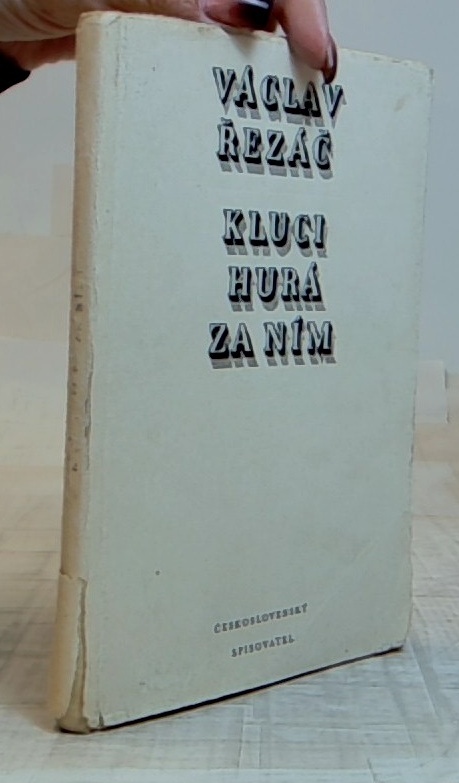 VÁCLAV
ŘEZÁČ
KLUCI
HURÁ
ZA NÍM
ČESKOSLOVENSKÝ
SPISOVATEL